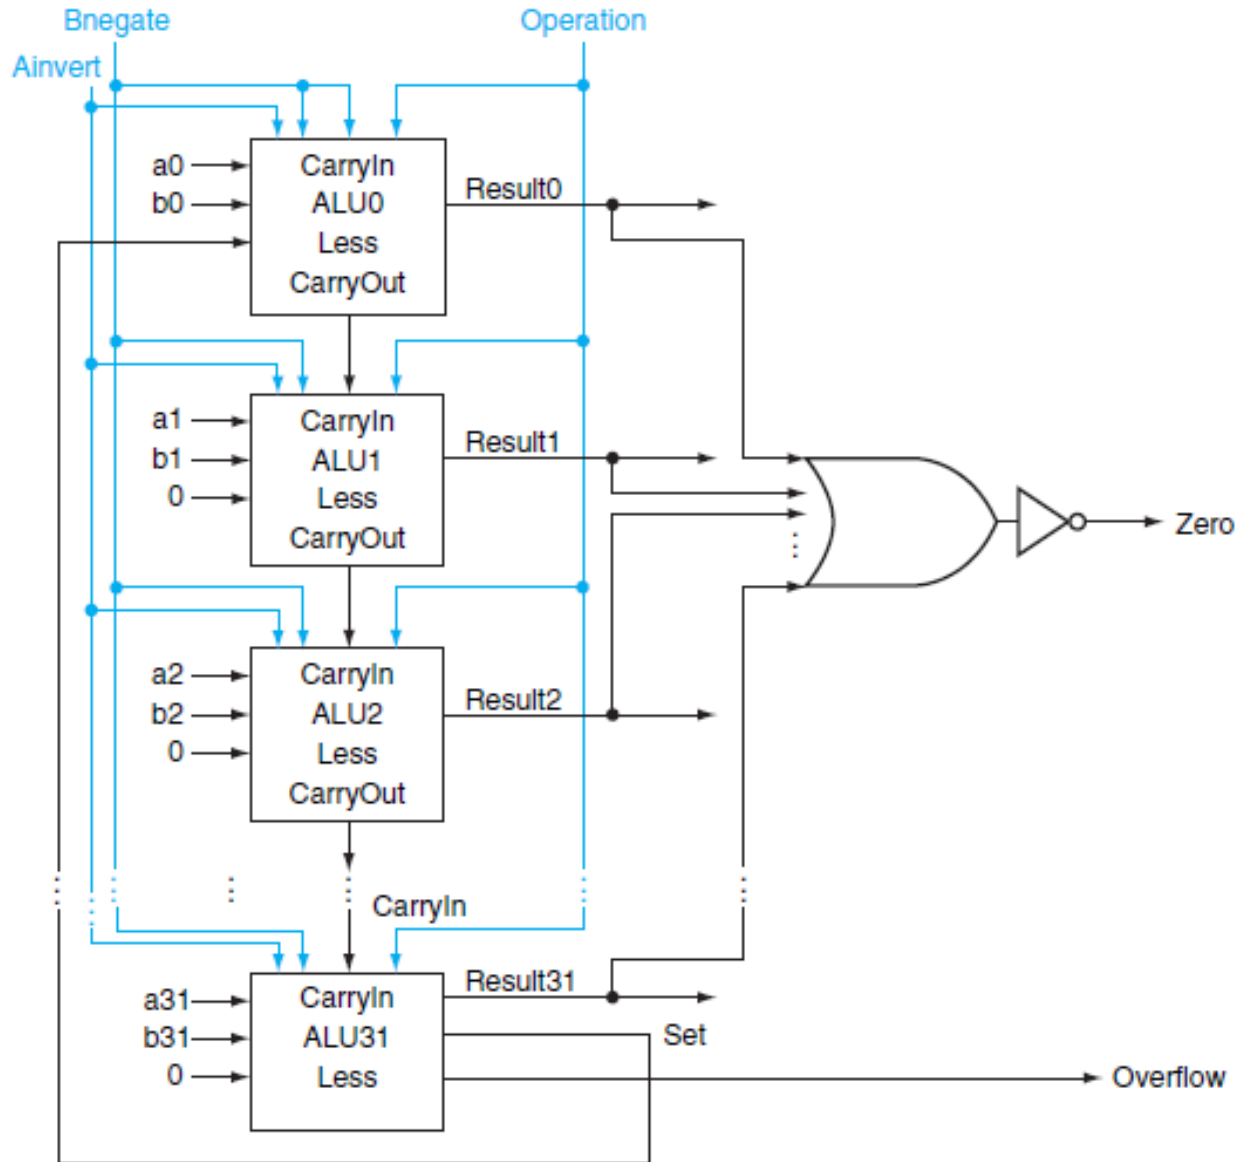 Bnegate
Operation
Ainvert
a0
CarryIn
b0
ALU0
Result0
Less
CarryOut
a1
CarryIn
b1
ALU1
Result1
0
Less
CarryOut
Zero
a2
CarryIn
b2
ALU2
Result2
0
Less
CarryOut
CarryIn
a31
CarryIn
Result31
b31
ALU31
Set
0
Less
Overflow